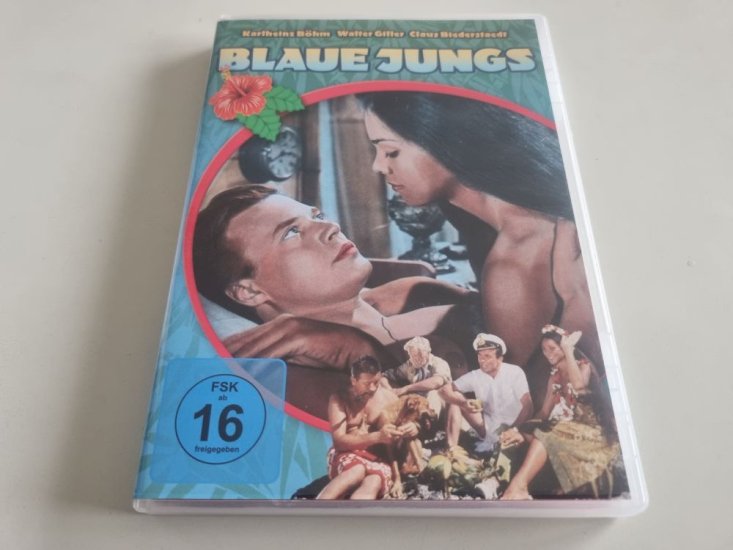 Karlheinz Böhm Walter Giller Claus Biederstaedt
BLAUE JUNGS
FSK
ab
16
freigegeben